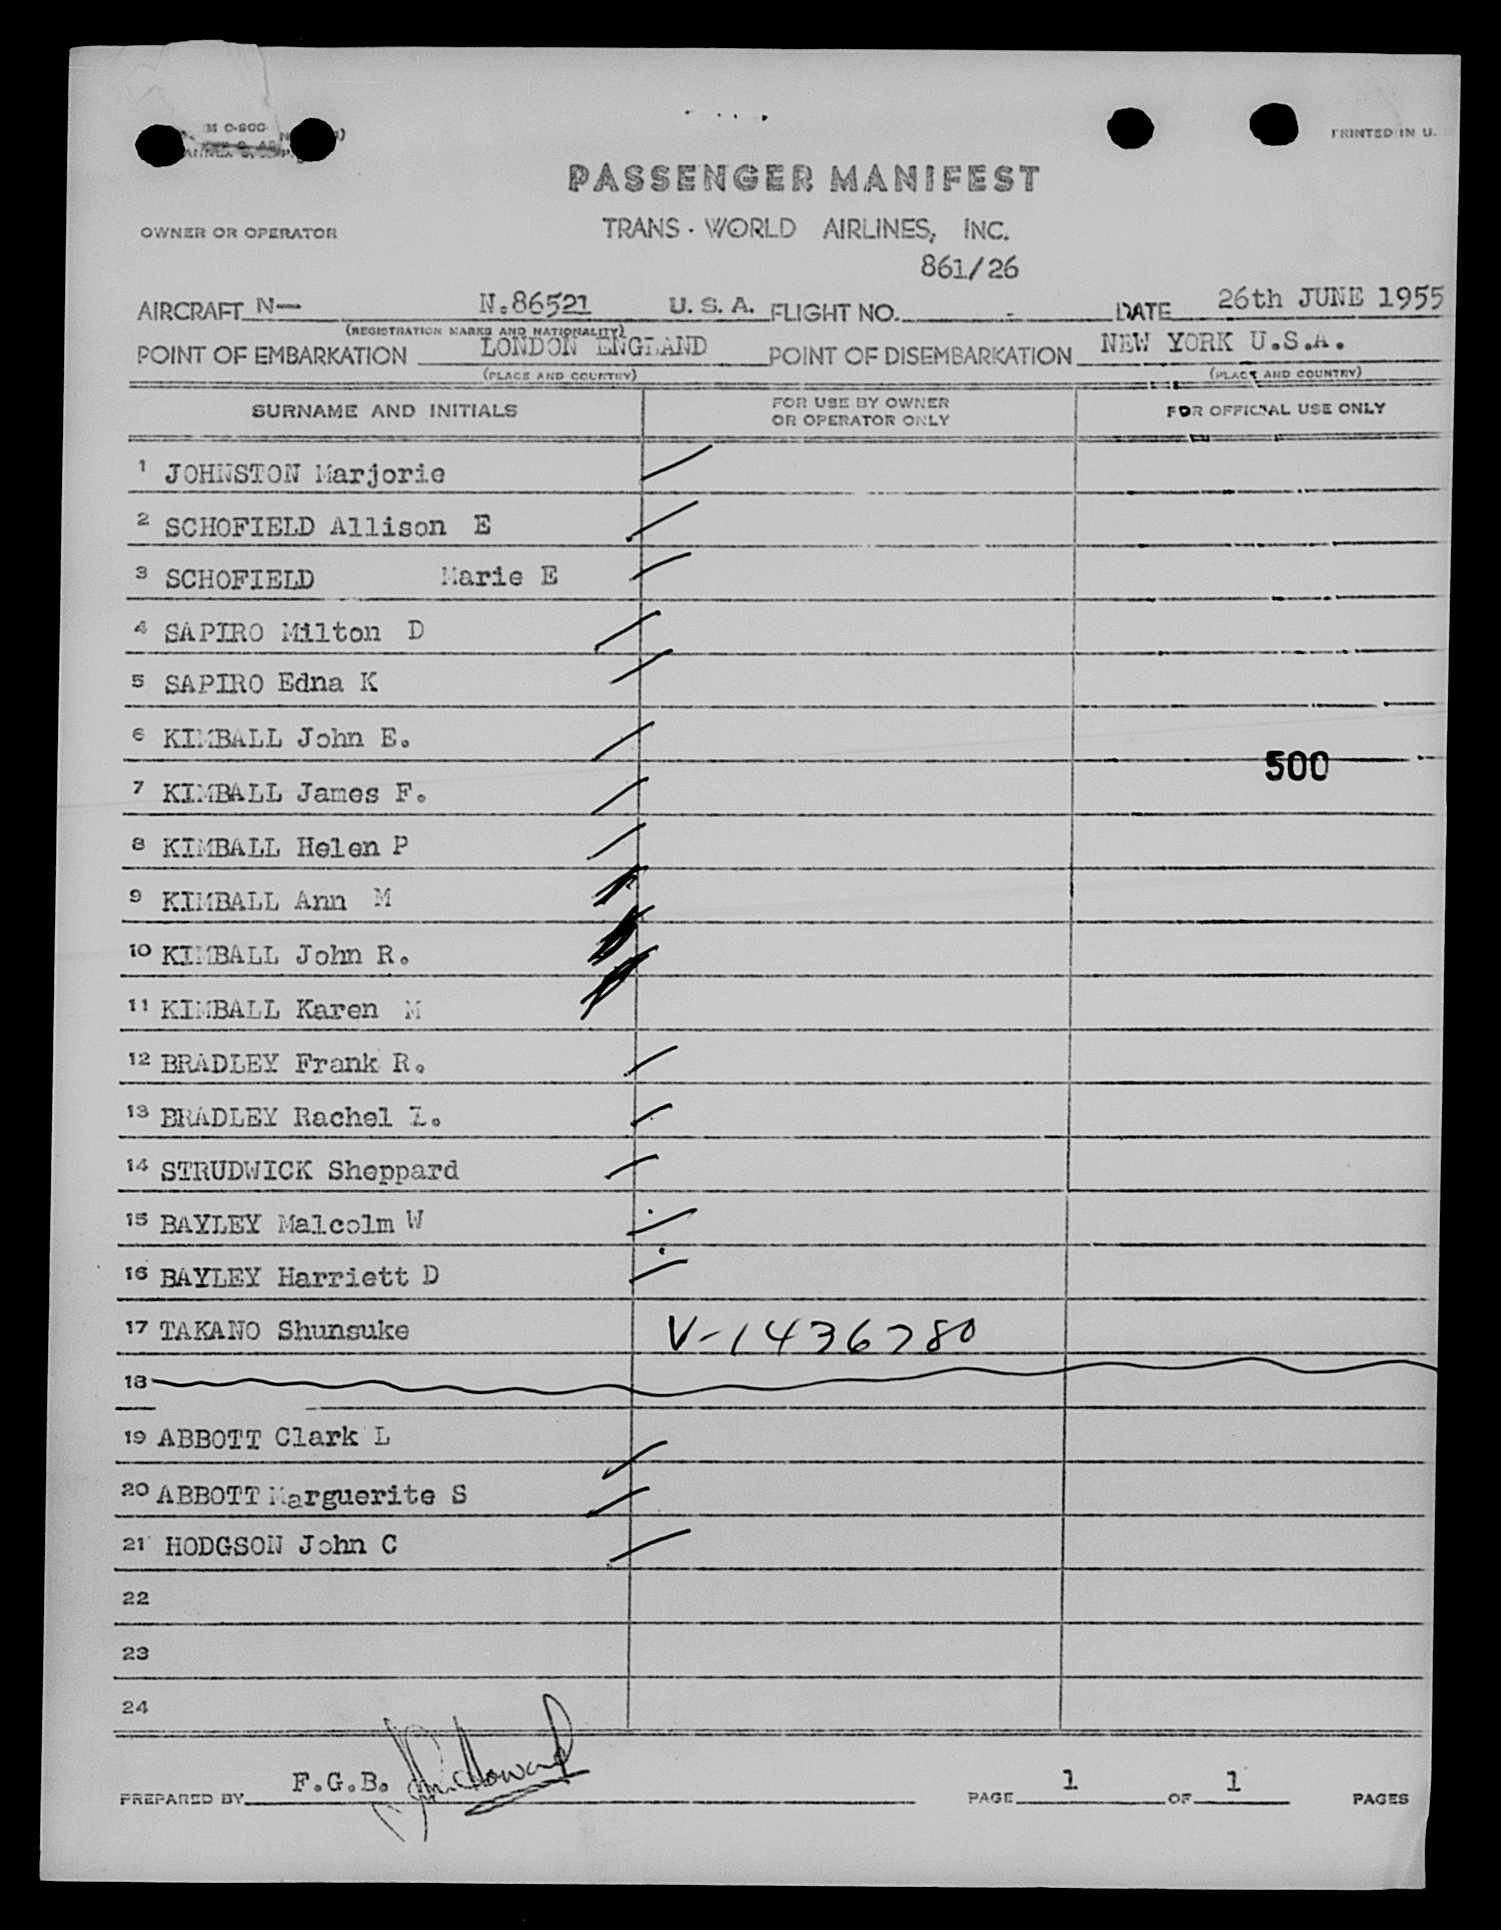 M 0-900
PRINTED IN U.
PASSENGER MANIFEST
OWNER OR OPERATOR
TRANS - WORLD AIRLINES, INC.
861/26
AIRCRAFT N— N.86521 U.S.A. FLIGHT NO. - DATE 26th JUNE 1955
(REGISTRATION MARKS AND NATIONALITY)
POINT OF EMBARKATION LONDON ENGLAND POINT OF DISEMBARKATION NEW YORK U.S.A.
(PLACE AND COUNTRY) (PLACE AND COUNTRY)
SURNAME AND INITIALS FOR USE BY OWNER OR OPERATOR ONLY FOR OFFICIAL USE ONLY
1 JOHNSTON Marjorie
2 SCHOFIELD Allison E
3 SCHOFIELD Marie E
4 SAPIRO Milton D
5 SAPIRO Edna K
6 KIMBALL John E.
500
7 KIMBALL James F.
8 KIMBALL Helen P
9 KIMBALL Ann M
10 KIMBALL John R.
11 KIMBALL Karen M
12 BRADLEY Frank R.
13 BRADLEY Rachel Z.
14 STRUDWICK Sheppard
15 BAYLEY Malcolm W
16 BAYLEY Harriett D
17 TAKANO Shunsuke V-1436780
18
19 ABBOTT Clark L
20 ABBOTT Marguerite S
21 HODGSON John C
22
23
24
PREPARED BY F.G.B. PAGE 1 OF 1 PAGES